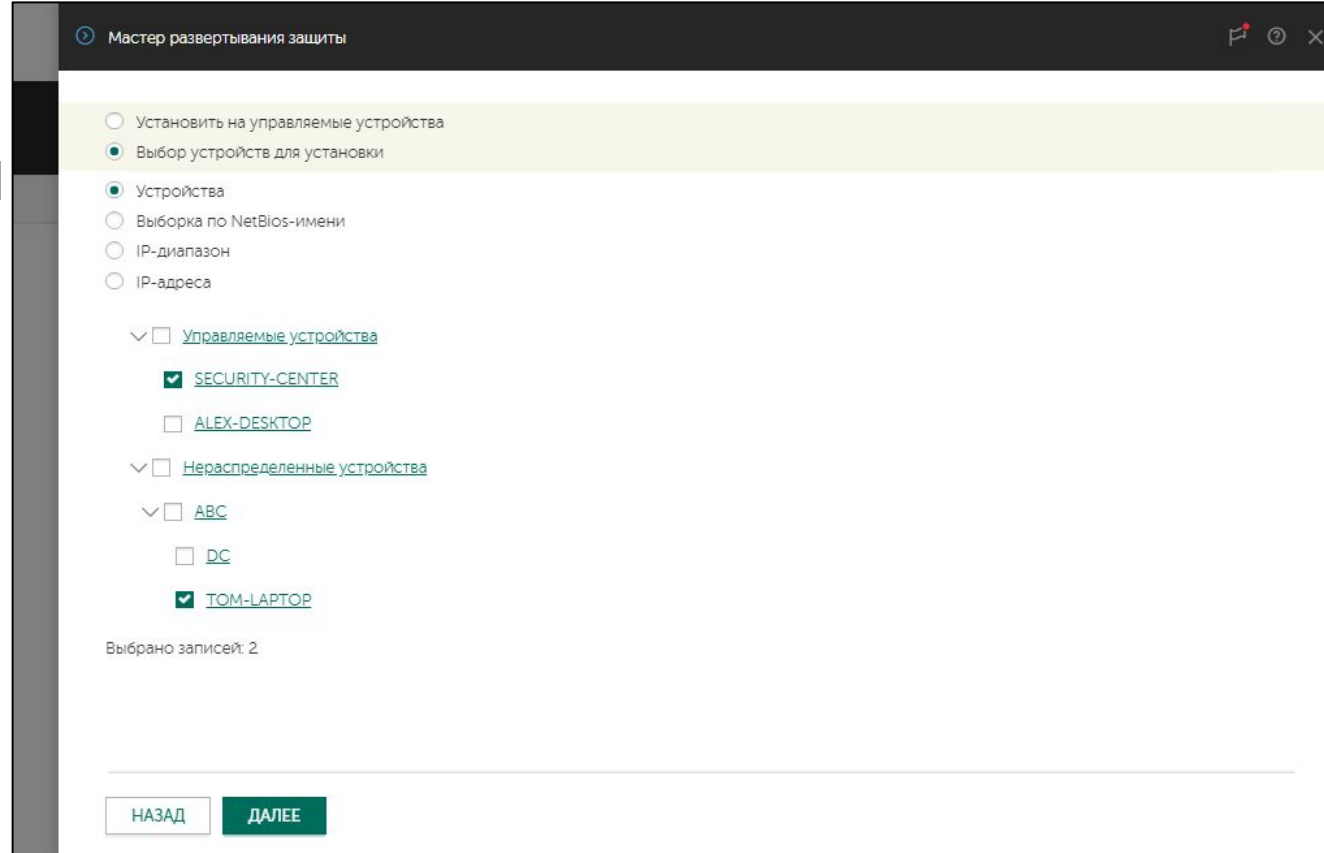 Мастер развертывания защиты
Установить на управляемые устройства
Выбор устройств для установки
Устройства
Выборка по NetBios-имени
IP-диапазон
IP-адреса
Управляемые устройства
SECURITY-CENTER
ALEX-DESKTOP
Нераспределенные устройства
ABC
DC
TOM-LAPTOP
Выбрано записей: 2
НАЗАД
ДАЛЕЕ